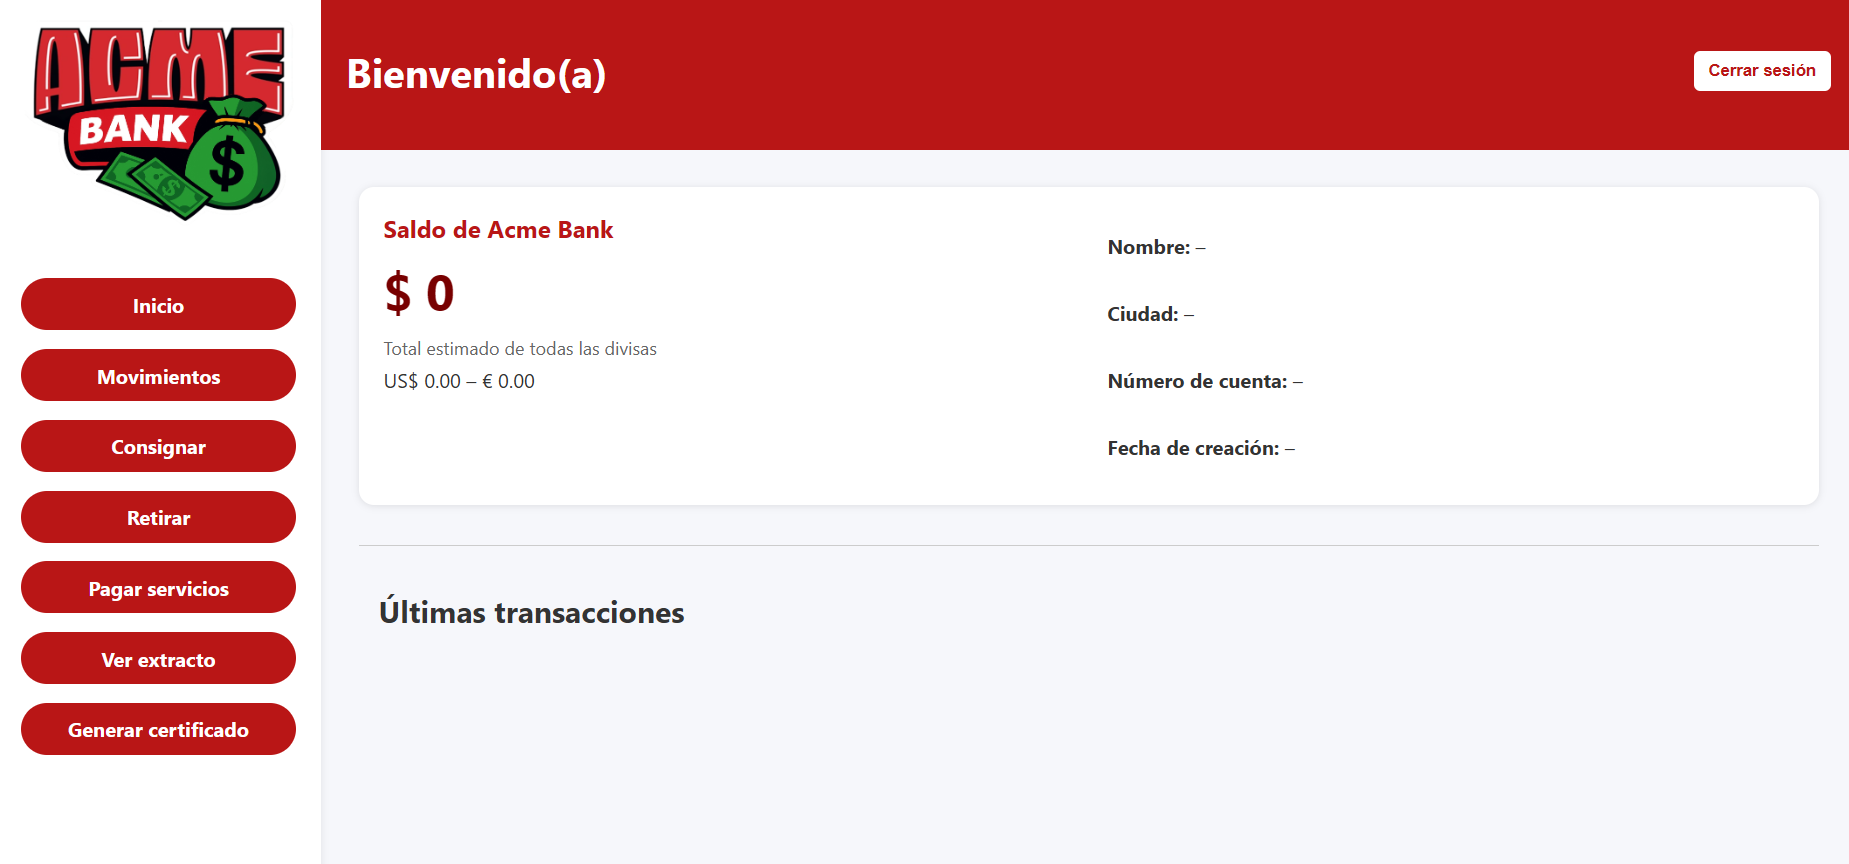 ACME
BANK
$
$
Inicio
Movimientos
Consignar
Retirar
Pagar servicios
Ver extracto
Generar certificado
Bienvenido(a)
Cerrar sesión
Saldo de Acme Bank
$ 0
Total estimado de todas las divisas
US$ 0.00 – € 0.00
Nombre: –
Ciudad: –
Número de cuenta: –
Fecha de creación: –
Últimas transacciones